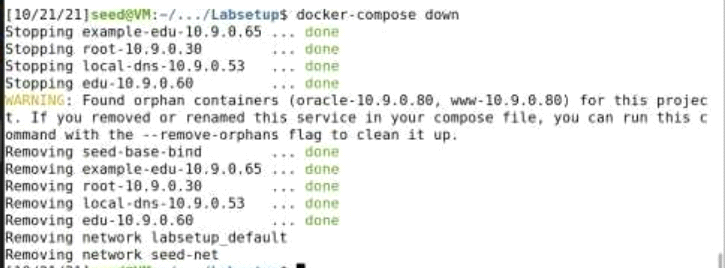 [10/21/21]seed@VM:~/.../Labsetup$ docker-compose down
Stopping example-edu-10.9.0.65 ... done
Stopping root-10.9.0.30        ... done
Stopping local-dns-10.9.0.53   ... done
Stopping edu-10.9.0.60         ... done
WARNING: Found orphan containers (oracle-10.9.0.80, www-10.9.0.80) for this projec
t. If you removed or renamed this service in your compose file, you can run this c
ommand with the --remove-orphans flag to clean it up.
Removing seed-base-bind        ... done
Removing example-edu-10.9.0.65 ... done
Removing root-10.9.0.30        ... done
Removing local-dns-10.9.0.53   ... done
Removing edu-10.9.0.60         ... done
Removing network labsetup_default
Removing network seed-net